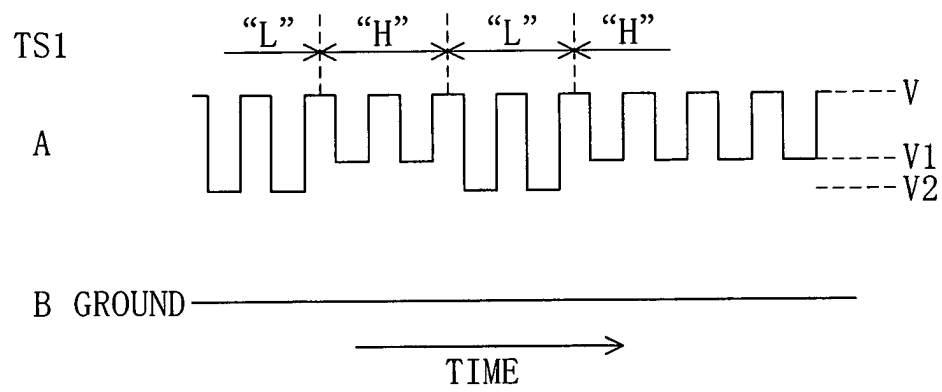 TS1 “L” “H” “L” “H”
A
V
V1
V2
B GROUND
TIME